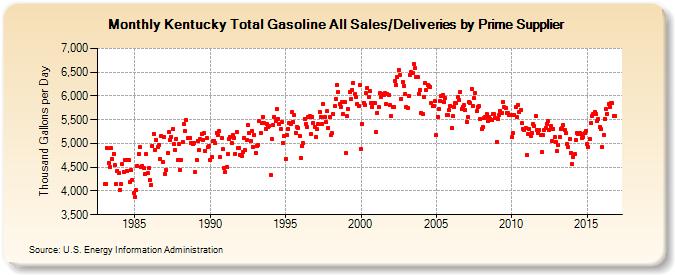 Monthly Kentucky Total Gasoline All Sales/Deliveries by Prime Supplier
Thousand Gallons per Day
7,000
6,500
6,000
5,500
5,000
4,500
4,000
3,500
1985 1990 1995 2000 2005 2010 2015
Source: U.S. Energy Information Administration